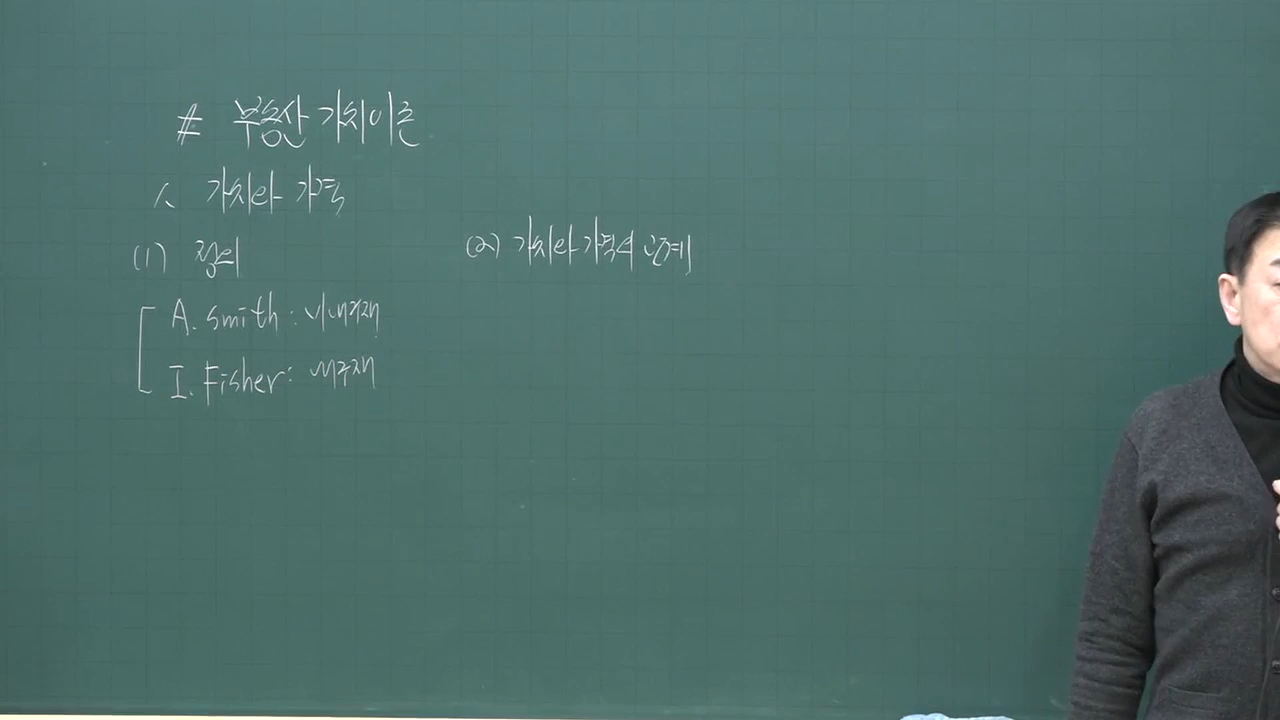 # 부동산 가치이론
1. 가치와 가격
(1) 정의
A. Smith : 비내구재
I. Fisher : 내구재
(2) 가치와 가격의 관계